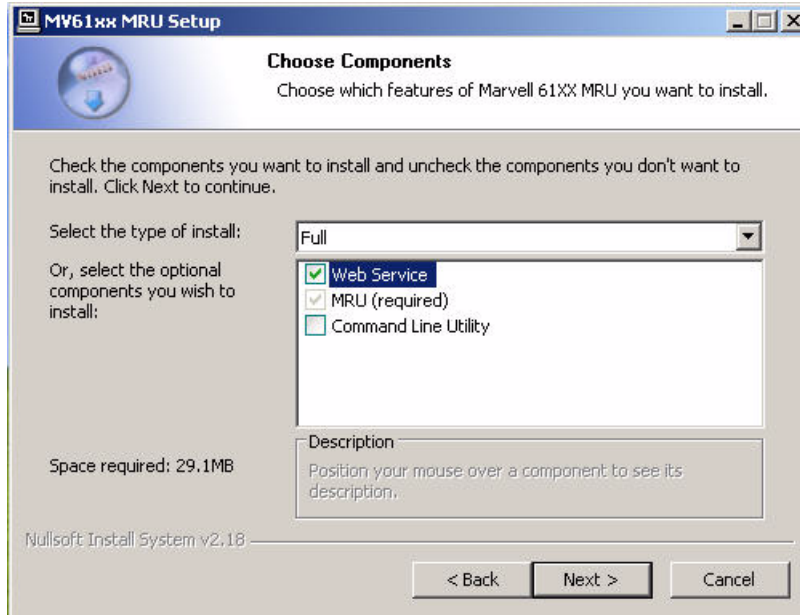 MV61xx MRU Setup
Choose Components
Choose which features of Marvell 61XX MRU you want to install.
Check the components you want to install and uncheck the components you don't want to
install. Click Next to continue.
Select the type of install:
Full
Or, select the optional
components you wish to
install:
Web Service
MRU (required)
Command Line Utility
Space required: 29.1MB
Description
Position your mouse over a component to see its
description.
Nullsoft Install System v2.18
< Back
Next >
Cancel